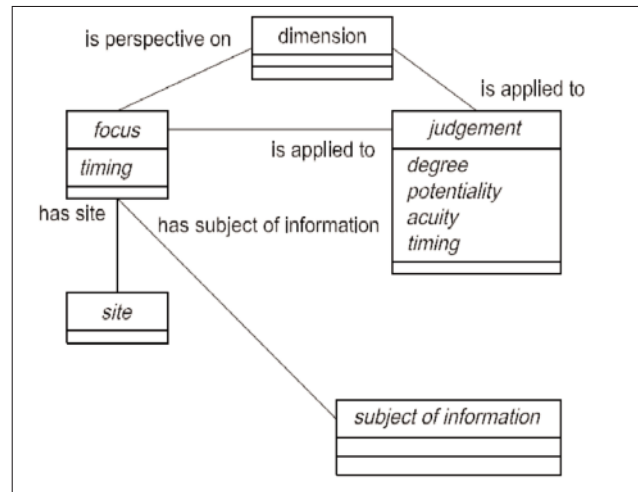 dimension
is perspective on
is applied to
focus
timing
judgement
degree
potentiality
acuity
timing
is applied to
has site
has subject of information
site
subject of information